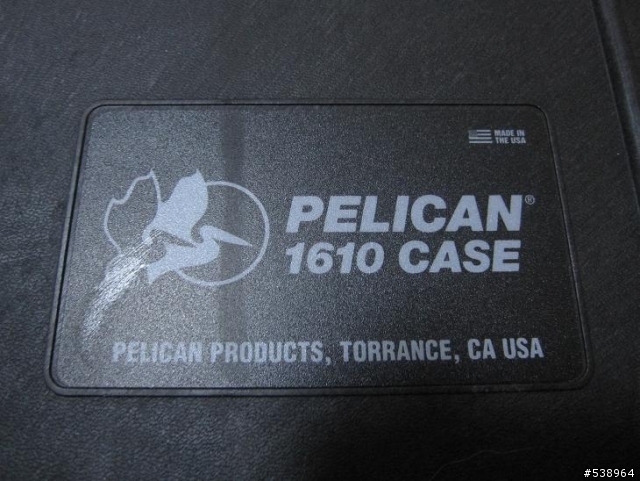 MADE IN
THE USA
PELICAN®
1610 CASE
PELICAN PRODUCTS, TORRANCE, CA USA
#538964